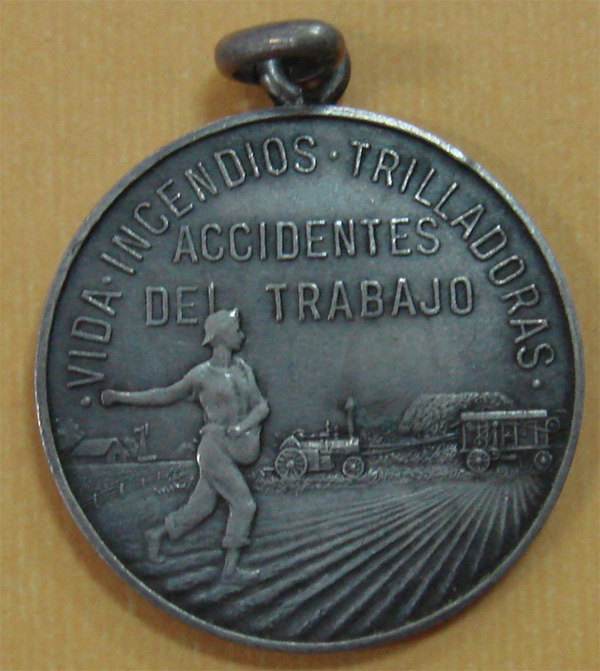 · VIDA · INCENDIOS · TRILLADORAS ·
ACCIDENTES
DEL TRABAJO